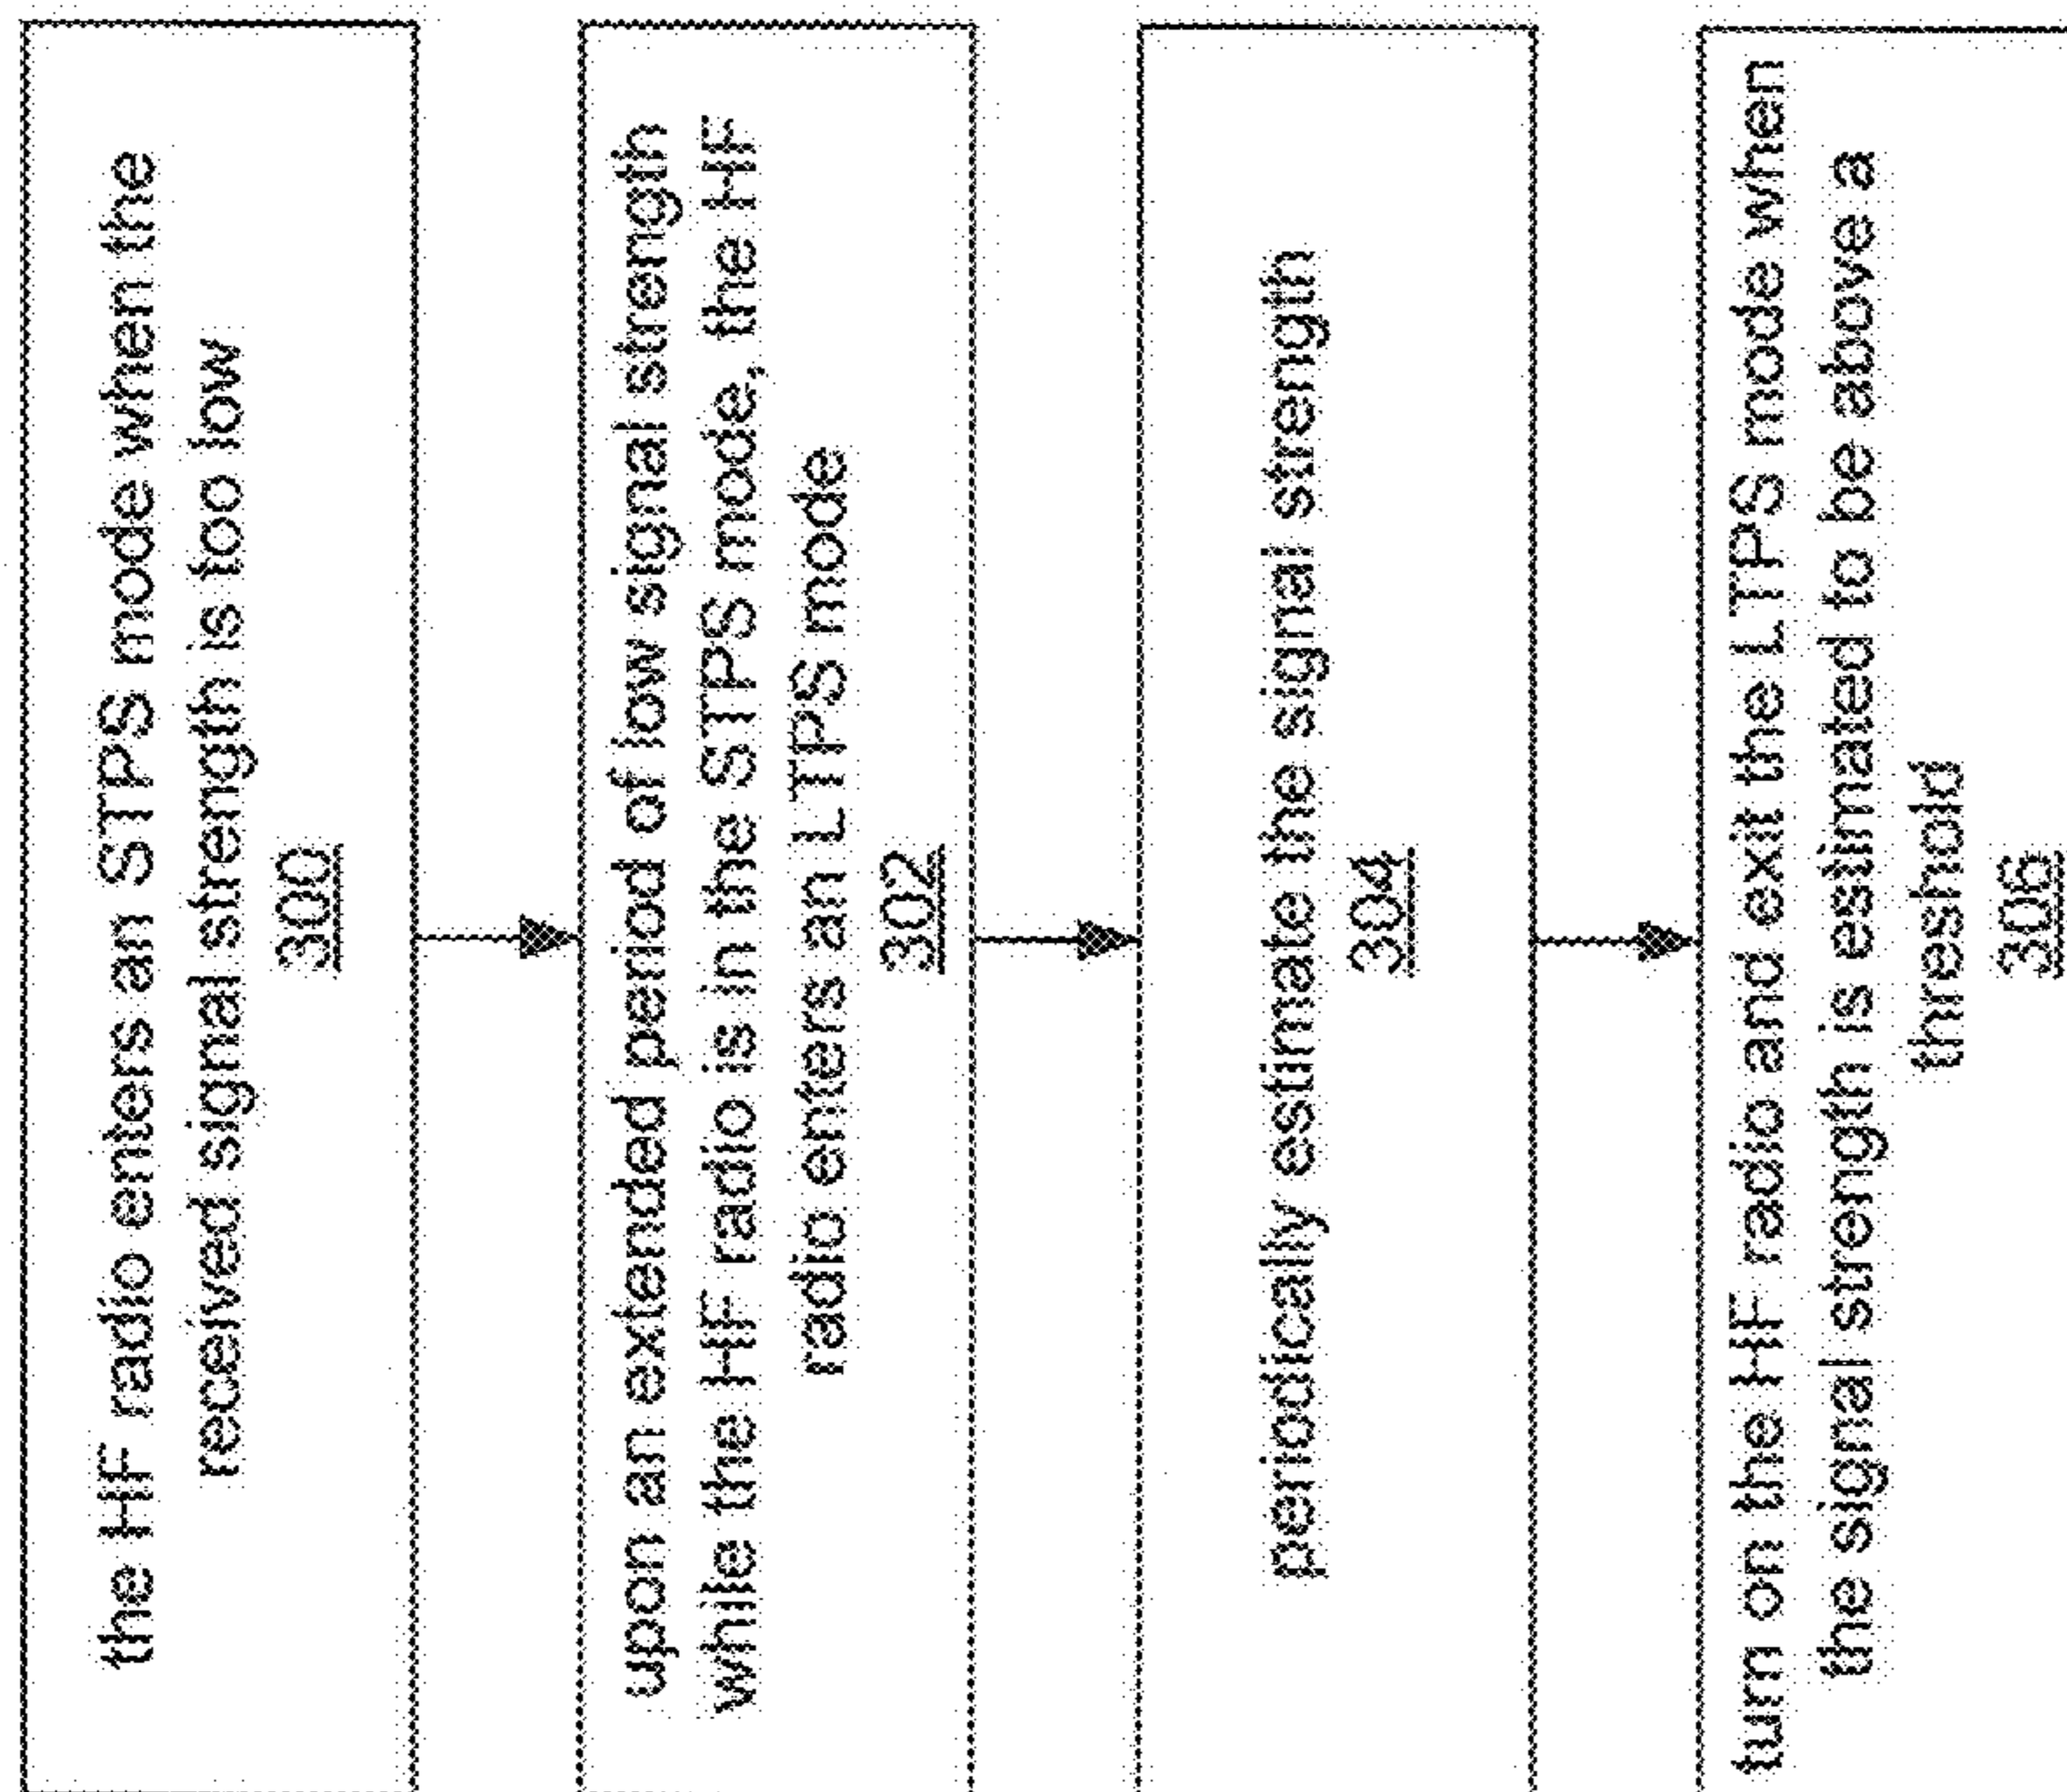 the HF radio enters an STPS mode when the
received signal strength is too low
300
upon an extended period of low signal strength
while the HF radio is in the STPS mode, the HF
radio enters an LTPS mode
302
periodically estimate the signal strength
304
turn on the HF radio and exit the LTPS mode when
the signal strength is estimated to be above a
threshold
306